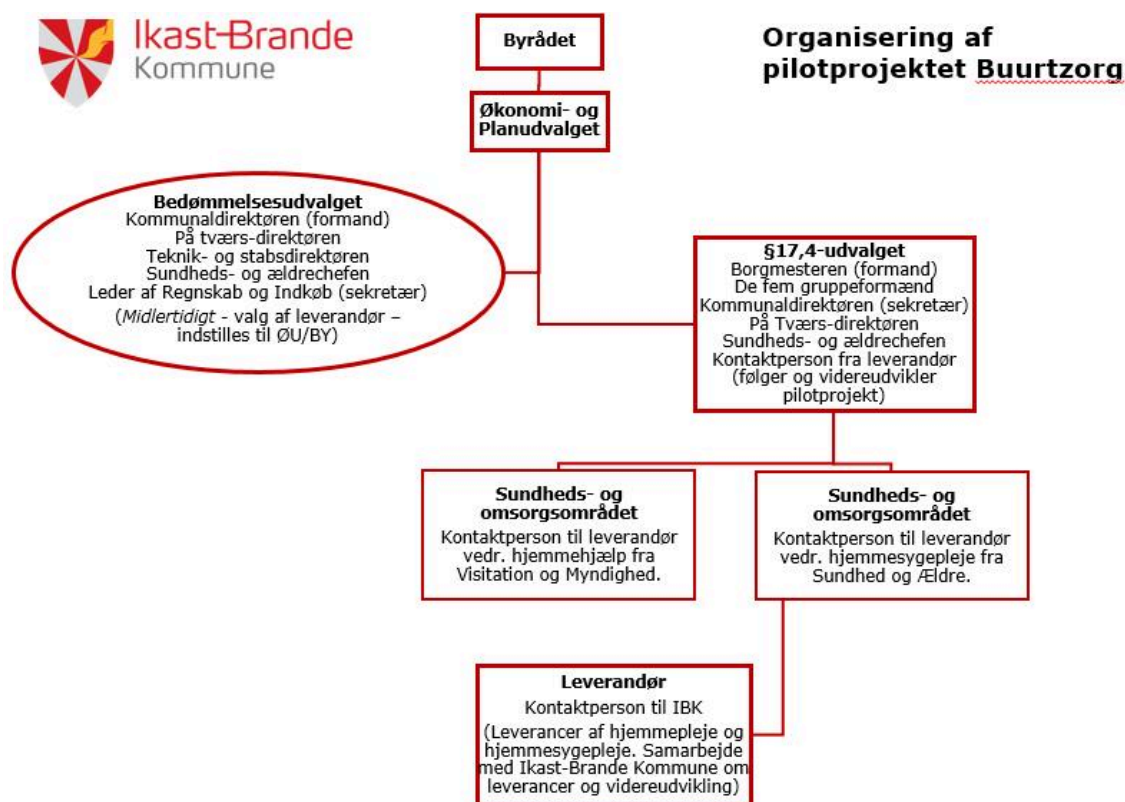 Ikast-Brande
Kommune
Byrådet
Organisering af
pilotprojektet Buurtzorg
Økonomi- og
Planudvalget
Bedømmelsesudvalget
Kommunaldirektøren (formand)
På tværs-direktøren
Teknik- og stabsdirektøren
Sundheds- og ældrechefen
Leder af Regnskab og Indkøb (sekretær)
(Midlertidigt - valg af leverandør –
indstilles til ØU/BY)
§17,4-udvalget
Borgmesteren (formand)
De fem gruppeformænd
Kommunaldirektøren (sekretær)
På Tværs-direktøren
Sundheds- og ældrechefen
Kontaktperson fra leverandør
(følger og videreudvikler
pilotprojekt)
Sundheds- og
omsorgsområdet
Kontaktperson til leverandør
vedr. hjemmehjælp fra
Visitation og Myndighed.
Sundheds- og
omsorgsområdet
Kontaktperson til leverandør
vedr. hjemmesygepleje fra
Sundhed og Ældre.
Leverandør
Kontaktperson til IBK
(Leverancer af hjemmepleje og
hjemmesygepleje. Samarbejde
med Ikast-Brande Kommune om
leverancer og videreudvikling)